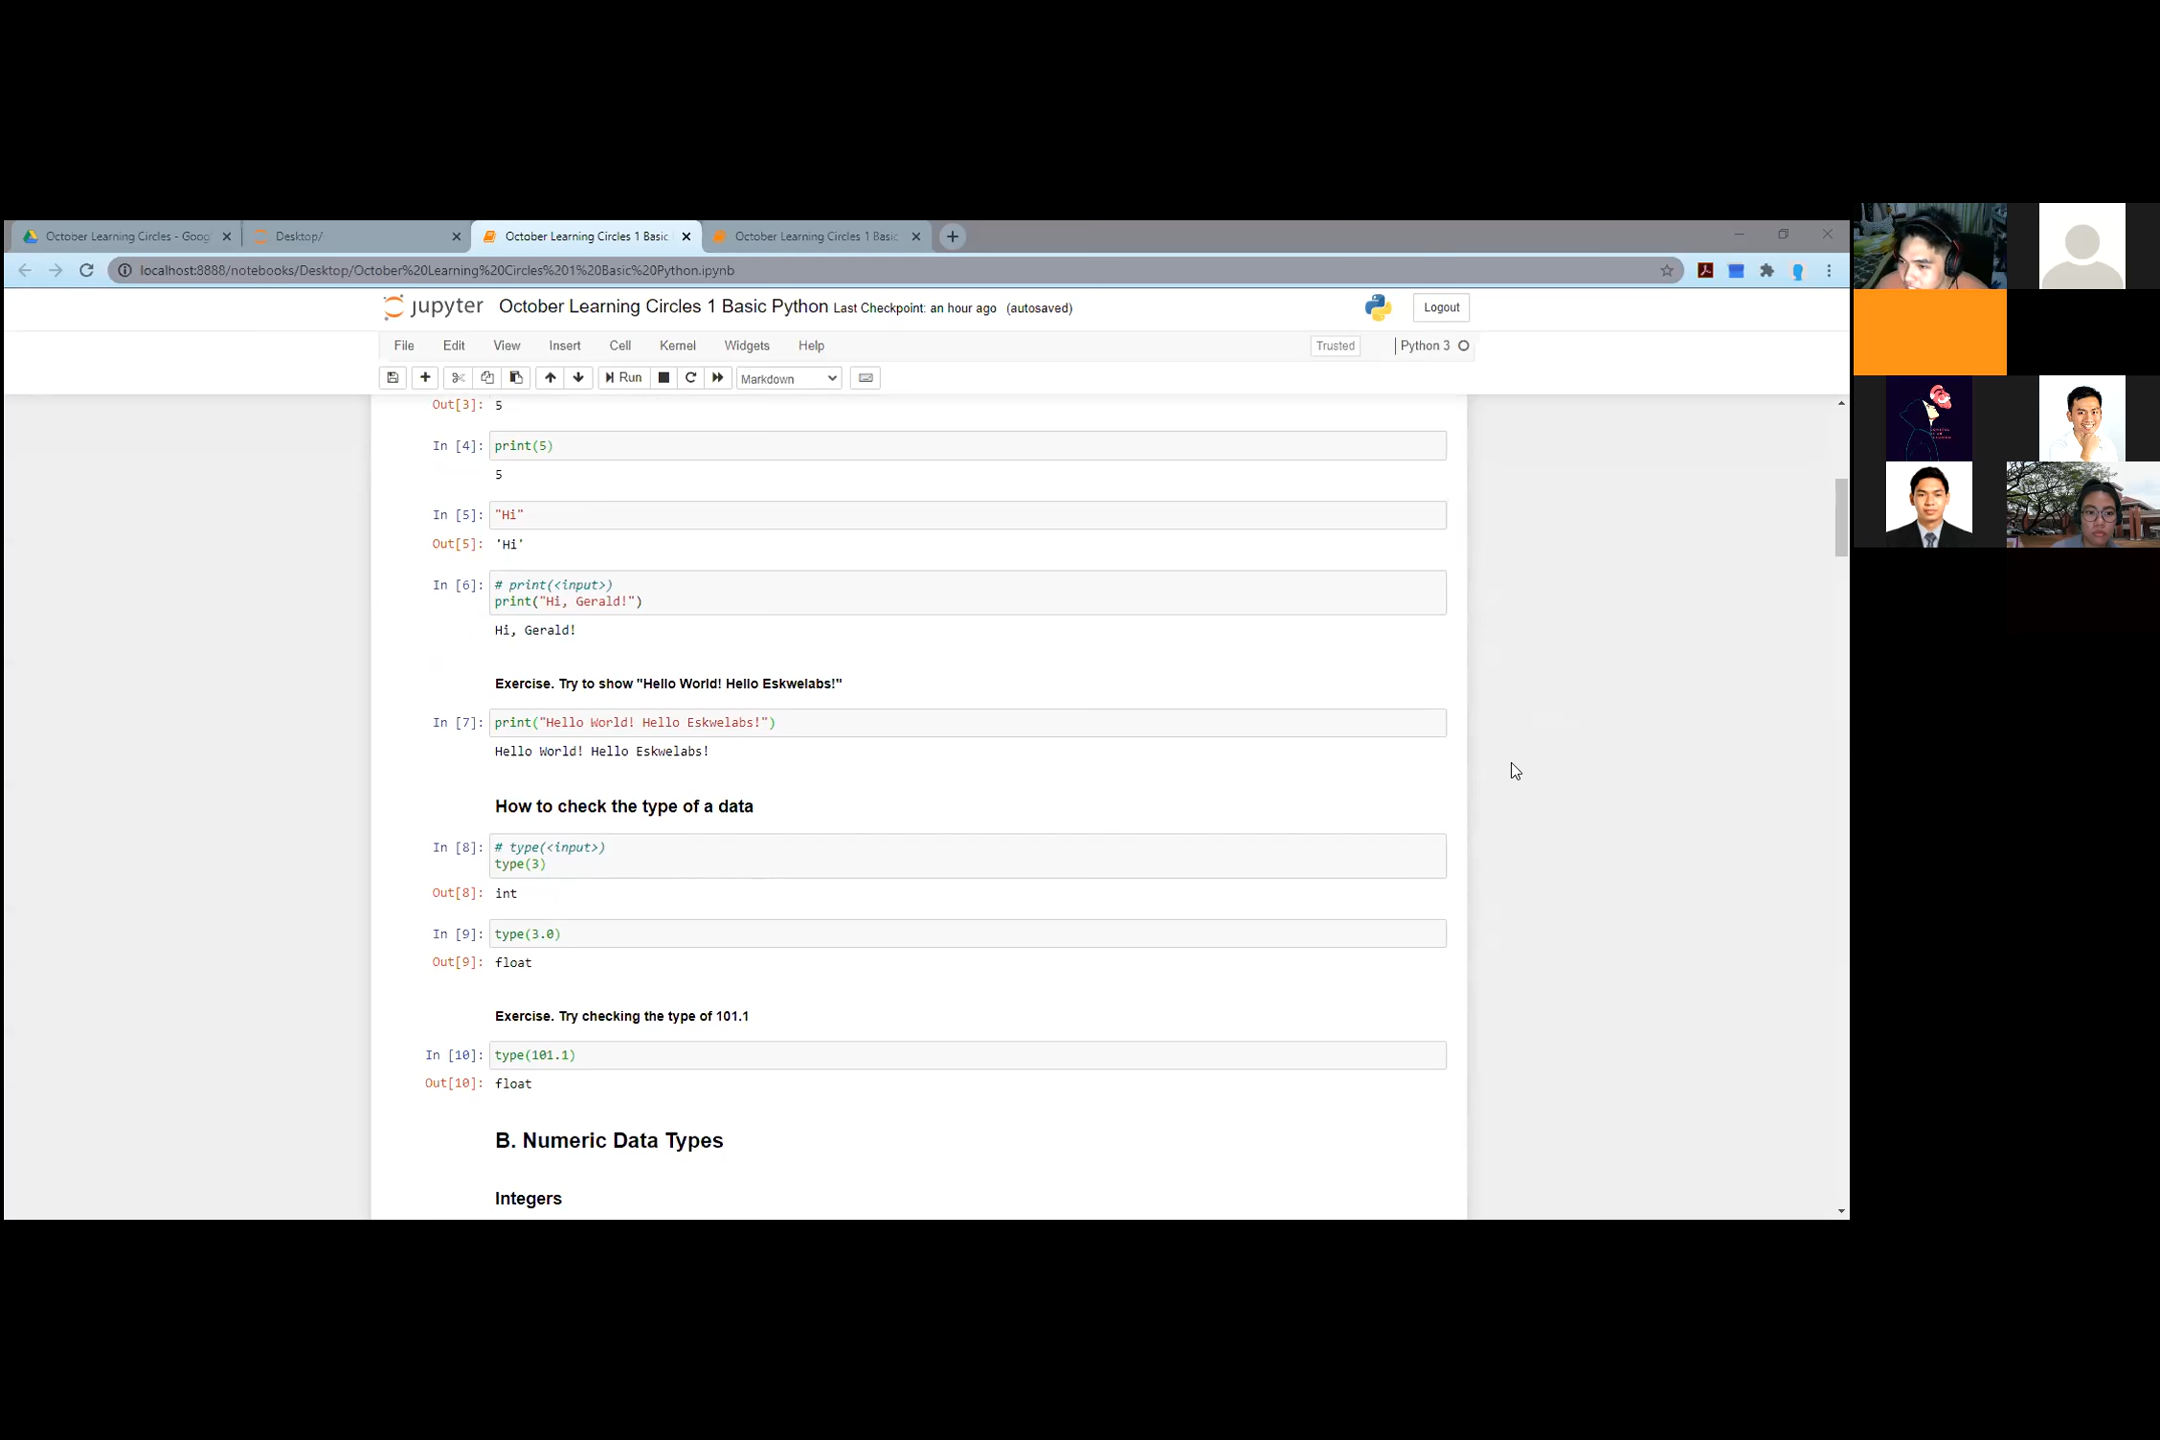 October Learning Circles - Goog
Desktop/
October Learning Circles 1 Basic
October Learning Circles 1 Basic
localhost:8888/notebooks/Desktop/October%20Learning%20Circles%201%20Basic%20Python.ipynb
jupyter October Learning Circles 1 Basic Python Last Checkpoint: an hour ago (autosaved)
Logout
File Edit View Insert Cell Kernel Widgets Help
Trusted
Python 3
Run
Markdown
Out[3]: 5
In [4]: print(5)
5
In [5]: "Hi"
Out[5]: 'Hi'
In [6]: # print(<input>)
print("Hi, Gerald!")
Hi, Gerald!
Exercise. Try to show "Hello World! Hello Eskwelabs!"
In [7]: print("Hello World! Hello Eskwelabs!")
Hello World! Hello Eskwelabs!
How to check the type of a data
In [8]: # type(<input>)
type(3)
Out[8]: int
In [9]: type(3.0)
Out[9]: float
Exercise. Try checking the type of 101.1
In [10]: type(101.1)
Out[10]: float
B. Numeric Data Types
Integers